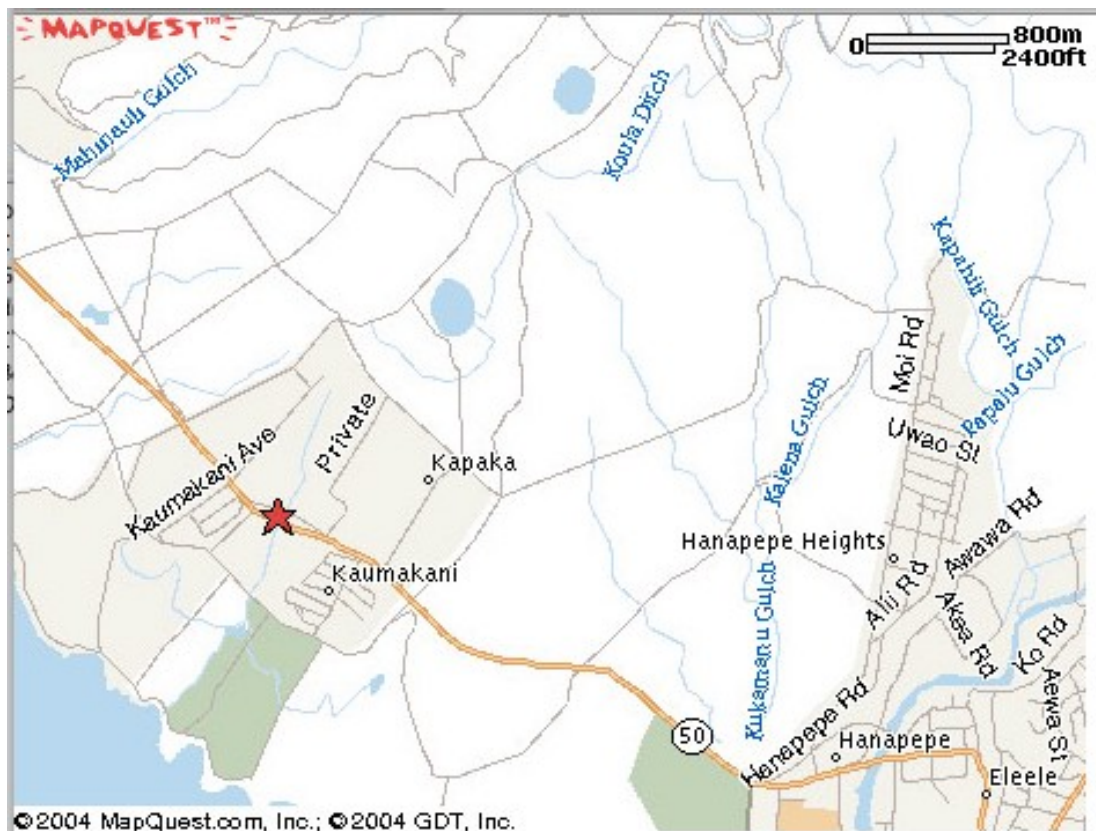 MAPQUEST™
0 800m
2400ft
Mahinauli Gulch
Koula Ditch
Kapahili Gulch
Papalu Gulch
Moi Rd
Uwao St
Kaumakani Ave
Private
Kapaka
Kalena Gulch
Hanapepe Heights
Awawa Rd
Kaumakani
Kukamanu Gulch
Alii Rd
Akea Rd
Ko Rd
Aewa St
Hanapepe Rd
50
Hanapepe
Eleele
©2004 MapQuest.com, Inc.; ©2004 GDT, Inc.